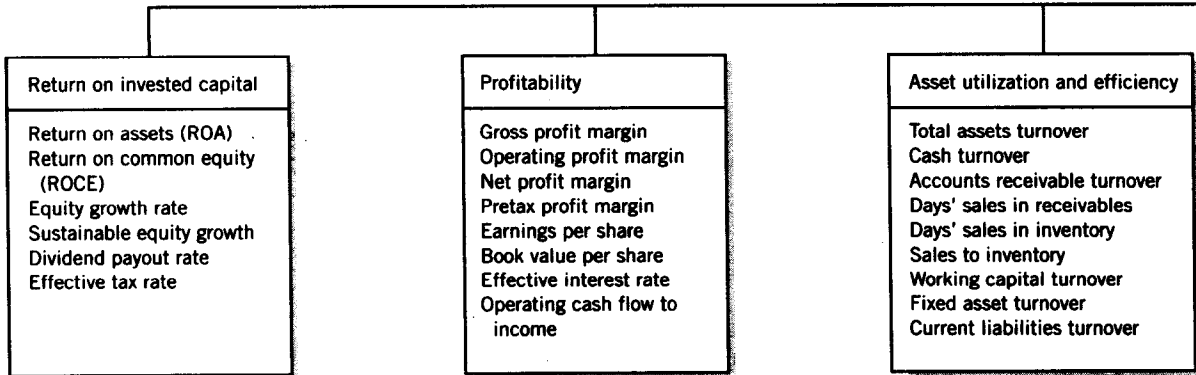 Return on invested capital
Return on assets (ROA)
Return on common equity
(ROCE)
Equity growth rate
Sustainable equity growth
Dividend payout rate
Effective tax rate
Profitability
Gross profit margin
Operating profit margin
Net profit margin
Pretax profit margin
Earnings per share
Book value per share
Effective interest rate
Operating cash flow to
income
Asset utilization and efficiency
Total assets turnover
Cash turnover
Accounts receivable turnover
Days' sales in receivables
Days' sales in inventory
Sales to inventory
Working capital turnover
Fixed asset turnover
Current liabilities turnover